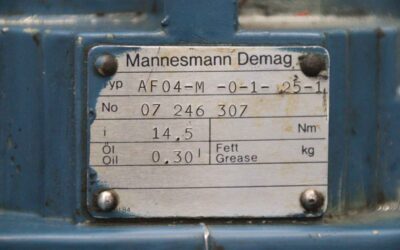 Mannesmann Demag
Typ AF04-M -0-1- 25-1
No 07 246 307
i 14.5 Nm
Öl Oil 0.30 l Fett Grease kg